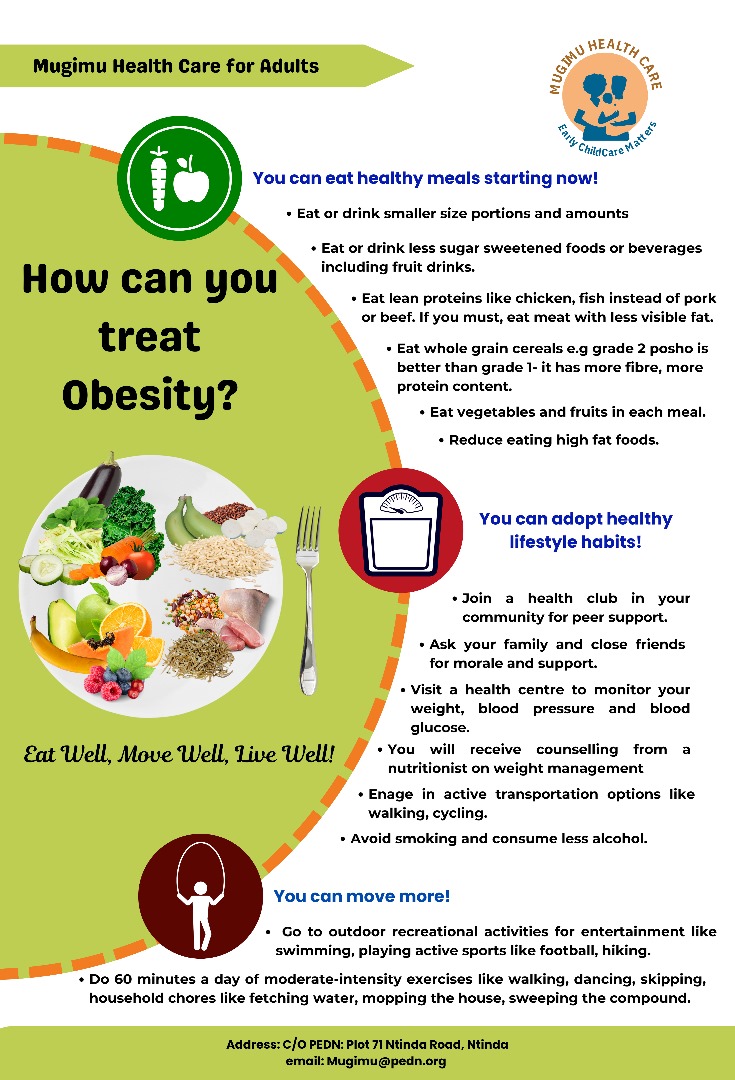 Mugimu Health Care for Adults
MUGIMU HEALTH CARE
Early ChildCare Matters
You can eat healthy meals starting now!
• Eat or drink smaller size portions and amounts
• Eat or drink less sugar sweetened foods or beverages
including fruit drinks.
• Eat lean proteins like chicken, fish instead of pork
or beef. If you must, eat meat with less visible fat.
• Eat whole grain cereals e.g grade 2 posho is
better than grade 1- it has more fibre, more
protein content.
• Eat vegetables and fruits in each meal.
• Reduce eating high fat foods.
How can you
treat
Obesity?
Eat Well, Move Well, Live Well!
You can adopt healthy
lifestyle habits!
• Join a health club in your
community for peer support.
• Ask your family and close friends
for morale and support.
• Visit a health centre to monitor your
weight, blood pressure and blood
glucose.
• You will receive counselling from a
nutritionist on weight management
• Enage in active transportation options like
walking, cycling.
• Avoid smoking and consume less alcohol.
You can move more!
• Go to outdoor recreational activities for entertainment like
swimming, playing active sports like football, hiking.
• Do 60 minutes a day of moderate-intensity exercises like walking, dancing, skipping,
household chores like fetching water, mopping the house, sweeping the compound.
Address: C/O PEDN: Plot 71 Ntinda Road, Ntinda
email: Mugimu@pedn.org